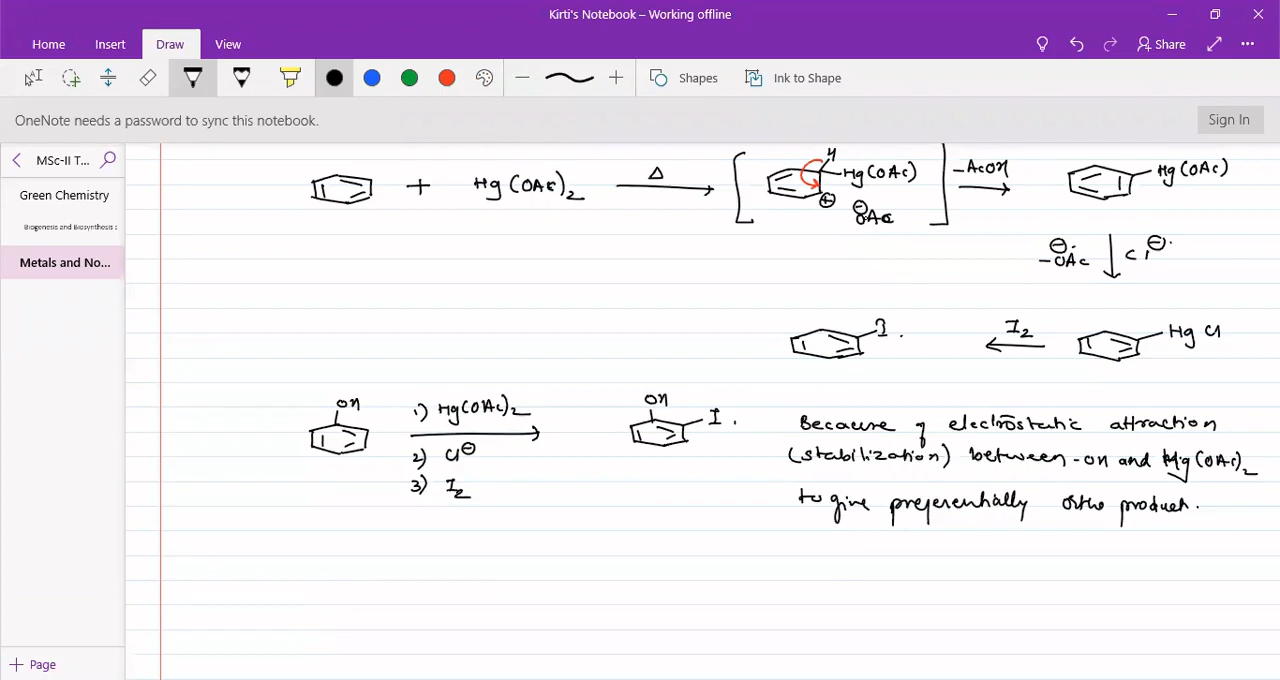 Kirti's Notebook – Working offline
Home Insert Draw View
Share
Shapes Ink to Shape
OneNote needs a password to sync this notebook.
Sign In
MSc-II T...
Green Chemistry
Biogenesis and Biosynthesis :
Metals and No...
+ Hg(OAc)₂ Δ H Hg(OAc) ⊕ ⊖OAc -AcOH Hg(OAc)
⊖ -OAc Cl⊖
I I₂ HgCl
OH 1) Hg(OAc)₂ OH I.
2) Cl⊖
3) I₂
Because of electrostatic attraction
(stabilization) between -OH and Hg(OAc)₂
to give preferentially ortho product.
+ Page